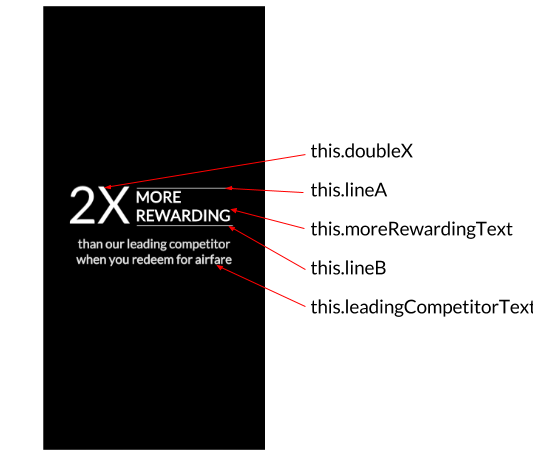 2X MORE
REWARDING
than our leading competitor
when you redeem for airfare
this.doubleX
this.lineA
this.moreRewardingText
this.lineB
this.leadingCompetitorText